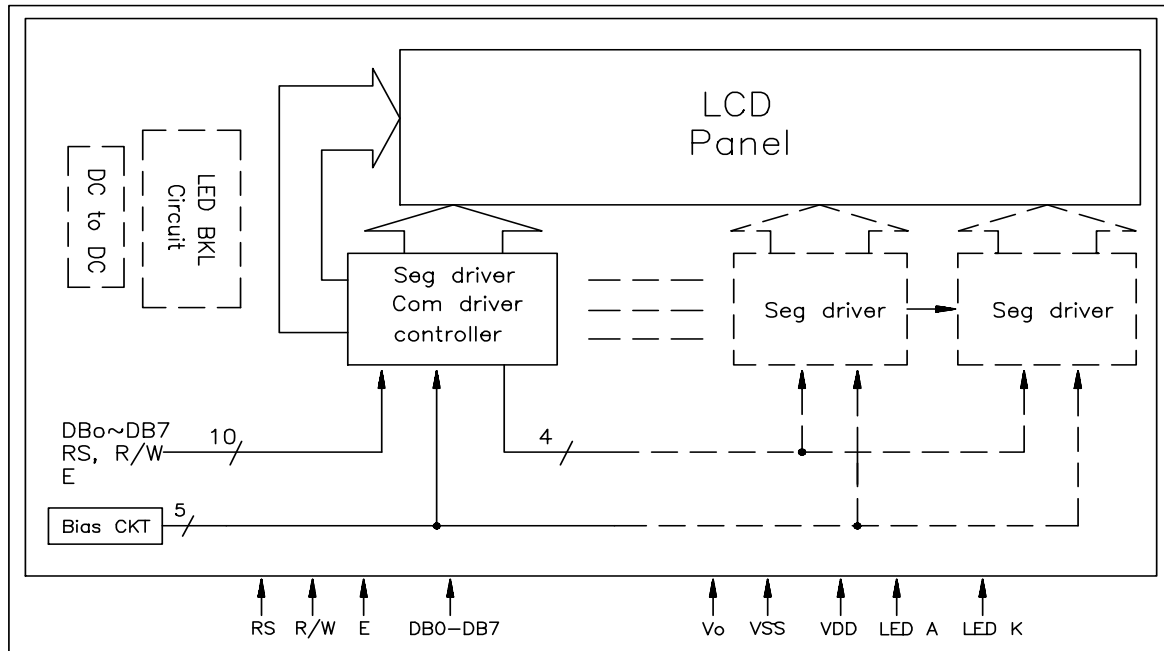 LCD
Panel
DC to DC
LED BKL
Circuit
Seg driver
Com driver
controller
Seg driver
Seg driver
DBo~DB7
RS, R/W
E
10
4
Bias CKT
5
RS
R/W
E
DB0-DB7
Vo
VSS
VDD
LED A
LED K